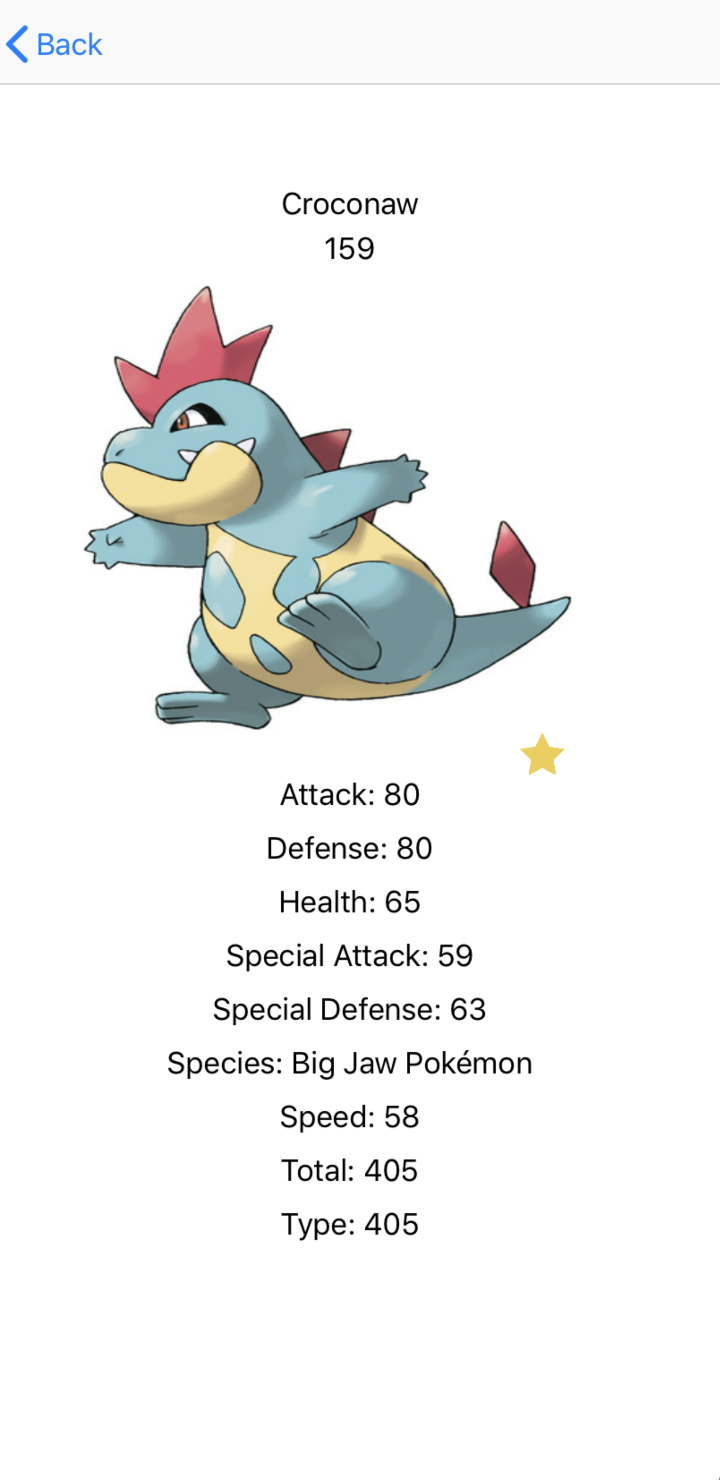 Back
Croconaw
159
Attack: 80
Defense: 80
Health: 65
Special Attack: 59
Special Defense: 63
Species: Big Jaw Pokémon
Speed: 58
Total: 405
Type: 405